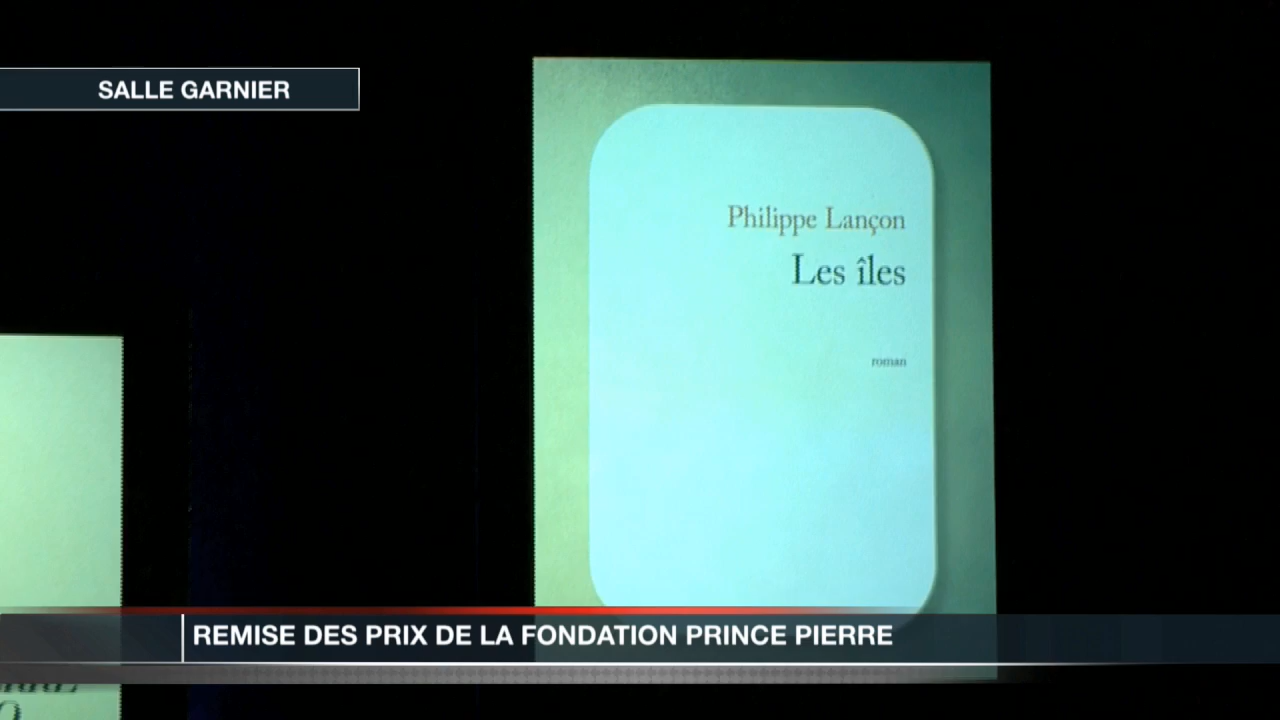 SALLE GARNIER
Philippe Lançon
Les îles
roman
REMISE DES PRIX DE LA FONDATION PRINCE PIERRE